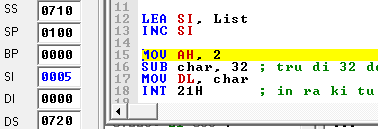 SS 0710
SP 0100
BP 0000
SI 0005
DI 0000
DS 0720
11
12 LEA SI, List
13 INC SI
14
15 MOV AH, 2
16 SUB char, 32 ; tru di 32 de
17 MOV DL, char
18 INT 21H ; in ra ki tu